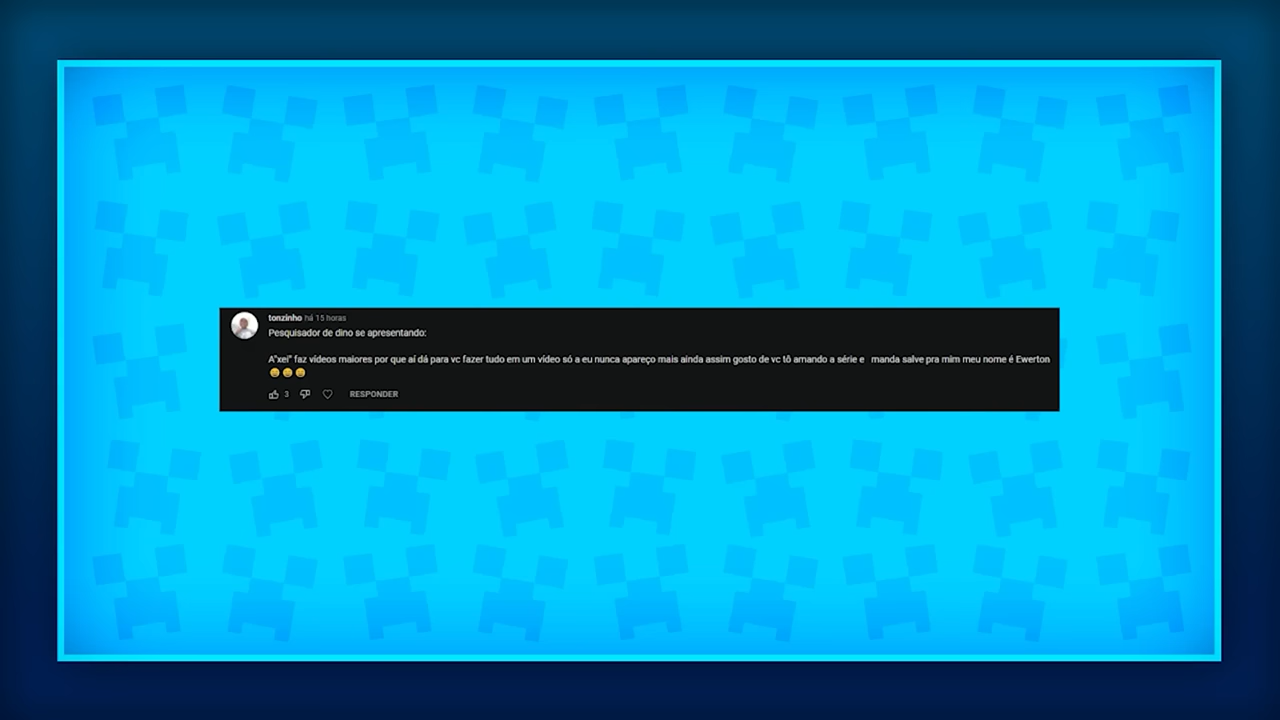 tonzinho há 15 horas
Pesquisador de dino se apresentando:
A"xei" faz vídeos maiores por que aí dá para vc fazer tudo em um vídeo só a eu nunca apareço mais ainda assim gosto de vc tô amando a série e manda salve pra mim meu nome é Ewerton
😄😄😄
3 RESPONDER